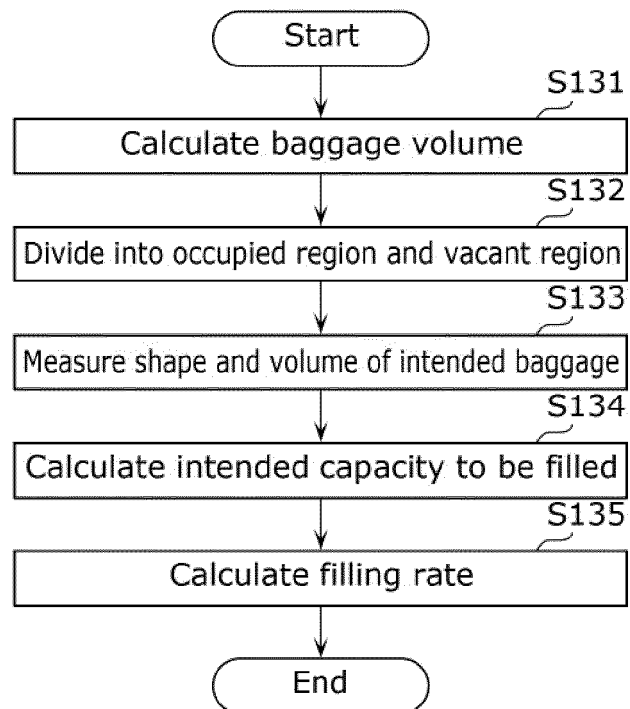 Start
S131
Calculate baggage volume
S132
Divide into occupied region and vacant region
S133
Measure shape and volume of intended baggage
S134
Calculate intended capacity to be filled
S135
Calculate filling rate
End